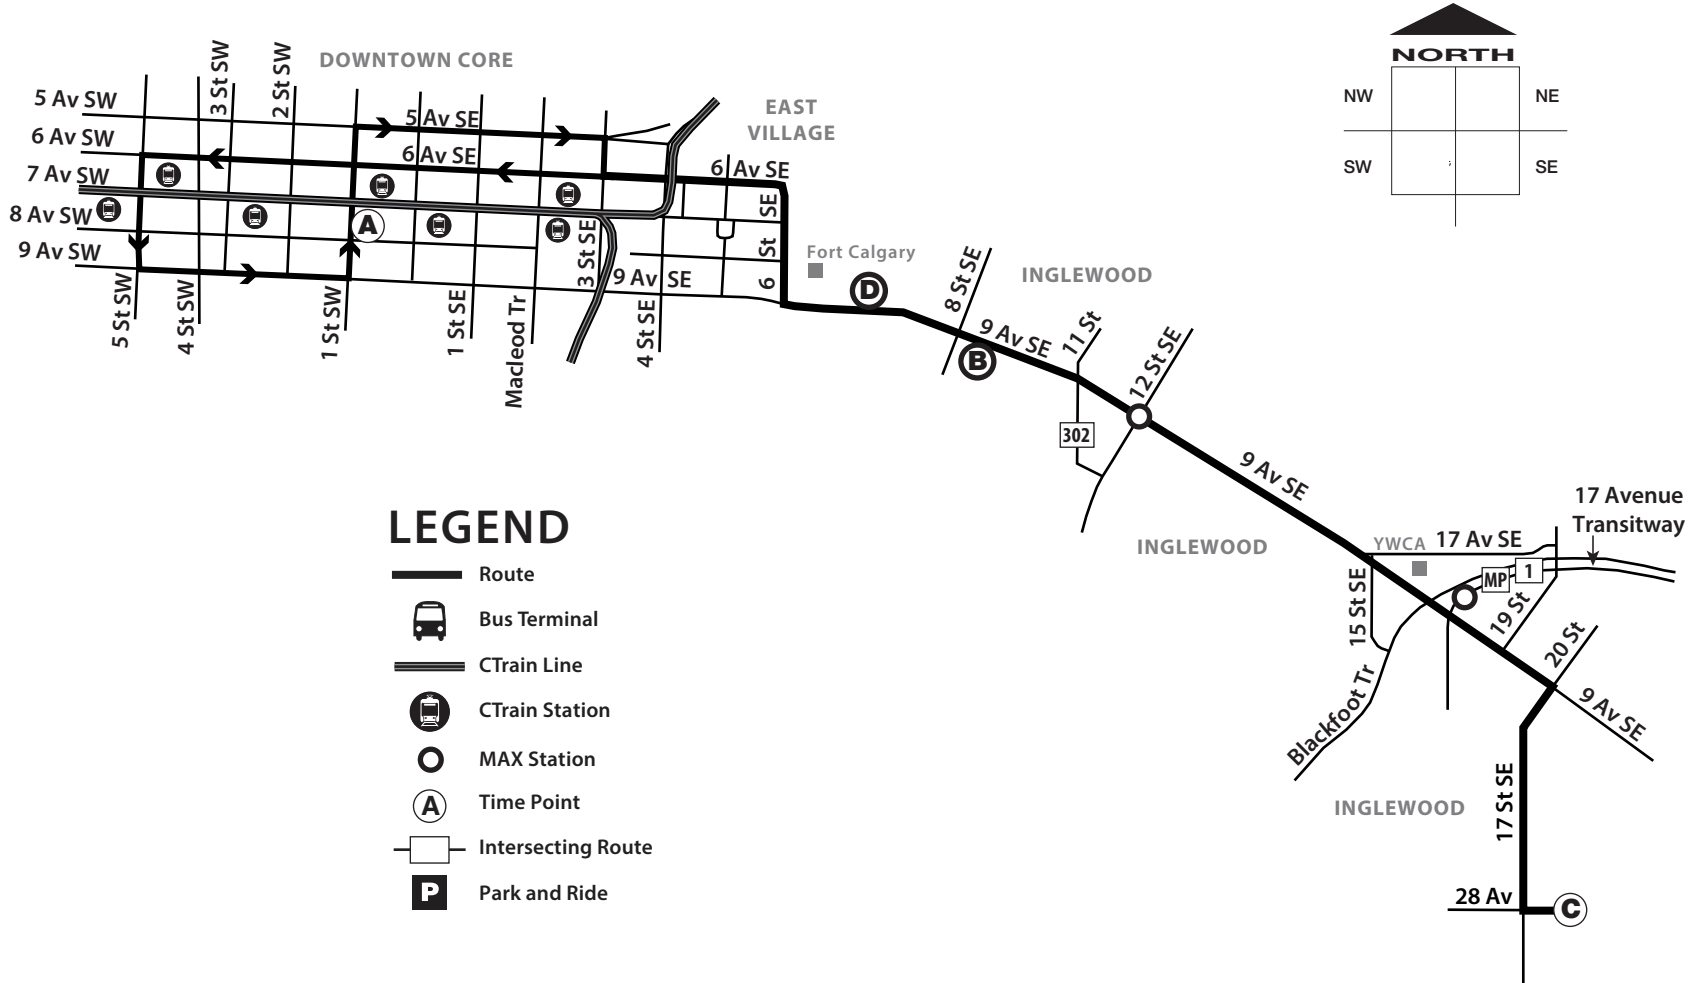 NORTH
NW
NE
SW
SE
DOWNTOWN CORE
EAST
VILLAGE
3 St SW
2 St SW
5 Av SW
5 Av SE
6 Av SW
6 Av SE
6 Av SE
7 Av SW
8 Av SW
9 Av SW
A
6 St SE
3 St SE
9 Av SE
Fort Calgary
D
8 St SE
INGLEWOOD
5 St SW
4 St SW
1 St SW
1 St SE
Macleod Tr
4 St SE
9 Av SE
B
11 St
12 St SE
302
9 Av SE
INGLEWOOD
17 Avenue
Transitway
YWCA
17 Av SE
MP
1
15 St SE
19 St
20 St
Blackfoot Tr
9 Av SE
INGLEWOOD
17 St SE
28 Av
C
LEGEND
Route
Bus Terminal
CTrain Line
CTrain Station
MAX Station
A Time Point
Intersecting Route
P Park and Ride